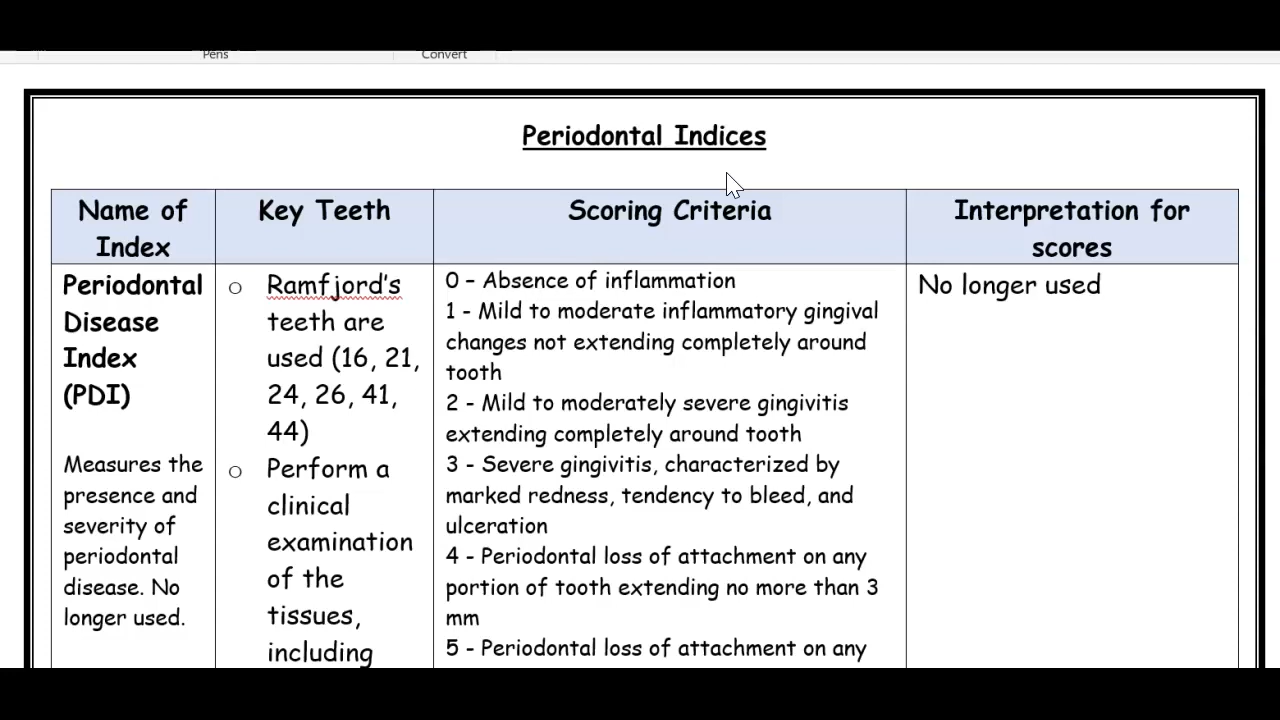 Pens
Convert
Periodontal Indices
Name of
Index
Key Teeth
Scoring Criteria
Interpretation for
scores
Periodontal
Disease
Index
(PDI)
Measures the
presence and
severity of
periodontal
disease. No
longer used.
o Ramfjord's
teeth are
used (16, 21,
24, 26, 41,
44)
o Perform a
clinical
examination
of the
tissues,
including
0 – Absence of inflammation
1 - Mild to moderate inflammatory gingival
changes not extending completely around
tooth
2 - Mild to moderately severe gingivitis
extending completely around tooth
3 - Severe gingivitis, characterized by
marked redness, tendency to bleed, and
ulceration
4 - Periodontal loss of attachment on any
portion of tooth extending no more than 3
mm
5 - Periodontal loss of attachment on any
No longer used